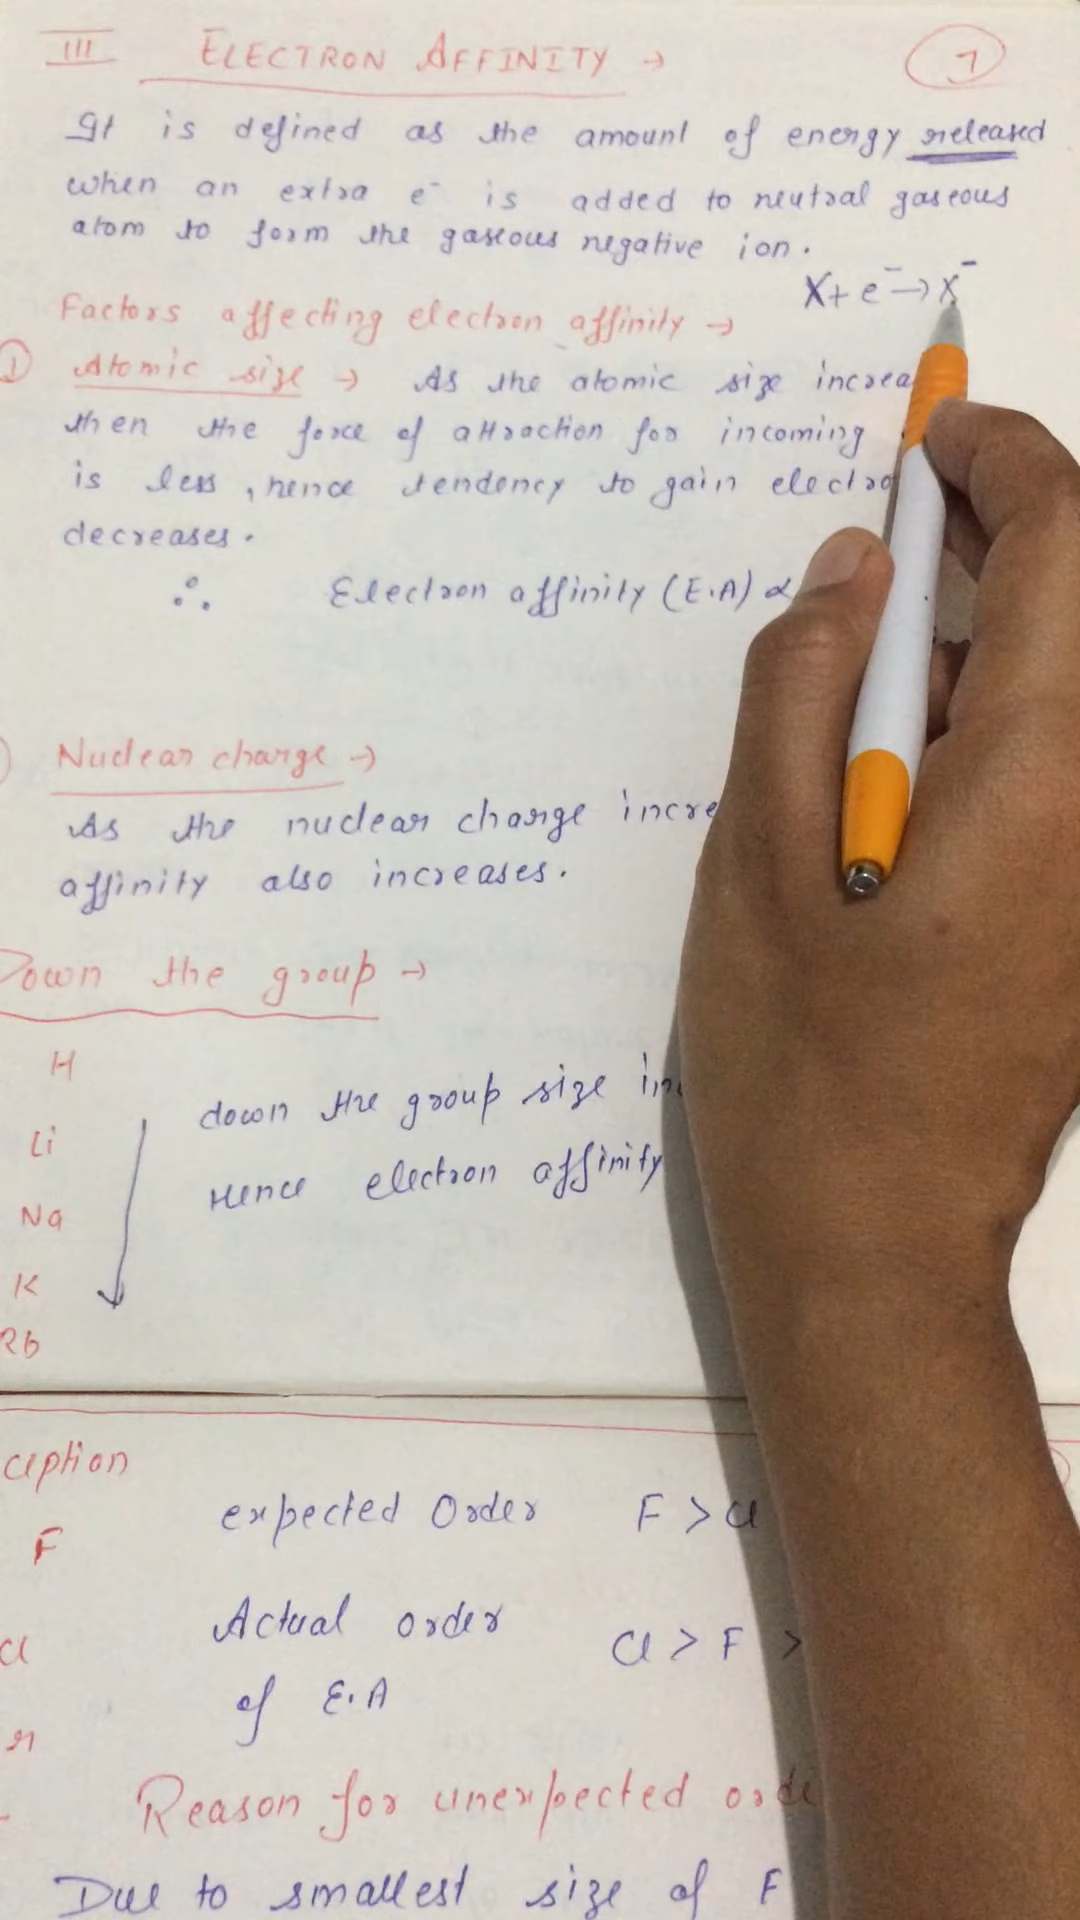 III ELECTRON AFFINITY → 7
It is defined as the amount of energy released
when an extra e⁻ is added to neutral gaseous
atom to form the gaseous negative ion.
X + e⁻ → X⁻
Factors affecting electron affinity →
① Atomic size → As the atomic size increa
then the force of attraction for incoming
is less, hence tendency to gain electro
decreases.
∴ Electron affinity (E.A) ∝
Nuclear charge →
As the nuclear charge incre
affinity also increases.
Down the group →
H
Li
down the group size in
Na
Hence electron affinity
K
Rb
ception
F
expected Order F > Cl
Cl
Actual order Cl > F >
of E.A
r
Reason for unexpected orde
Due to smallest size of F